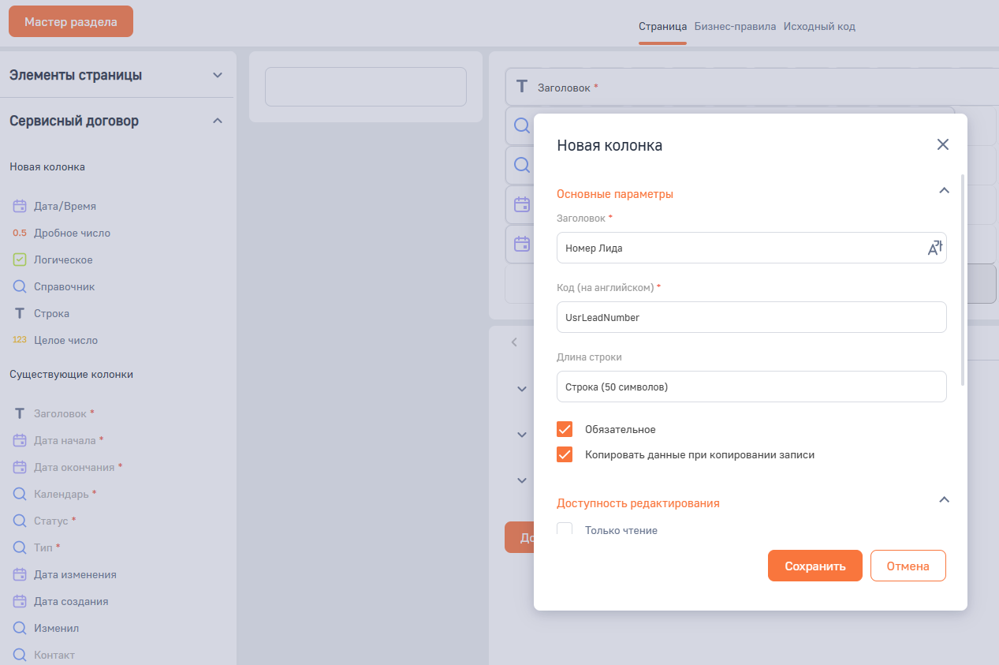 Мастер раздела
Страница Бизнес-правила Исходный код
Элементы страницы
Сервисный договор
Новая колонка
Дата/Время
0.5 Дробное число
Логическое
Справочник
T Строка
123 Целое число
Существующие колонки
T Заголовок *
Дата начала *
Дата окончания *
Календарь *
Статус *
Тип *
Дата изменения
Дата создания
Изменил
Контакт
T Заголовок *
Новая колонка
Основные параметры
Заголовок *
Номер Лида
Код (на английском) *
UsrLeadNumber
Длина строки
Строка (50 символов)
Обязательное
Копировать данные при копировании записи
Доступность редактирования
Только чтение
Сохранить Отмена